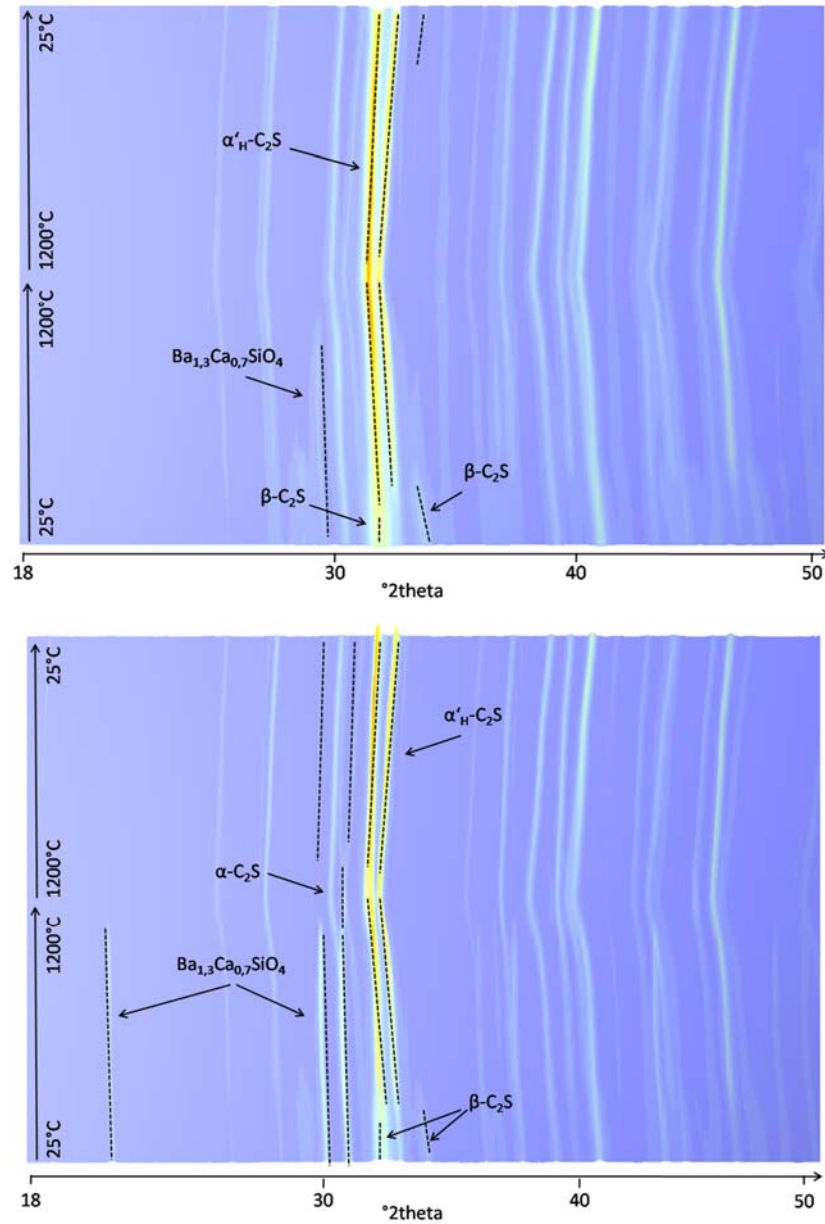 25°C
α'H-C2S
1200°C
1200°C
Ba1,3Ca0,7SiO4
β-C2S
β-C2S
25°C
18 30 40 50
°2theta
25°C
α'H-C2S
α-C2S
1200°C
1200°C
Ba1,3Ca0,7SiO4
β-C2S
25°C
18 30 40 50
°2theta